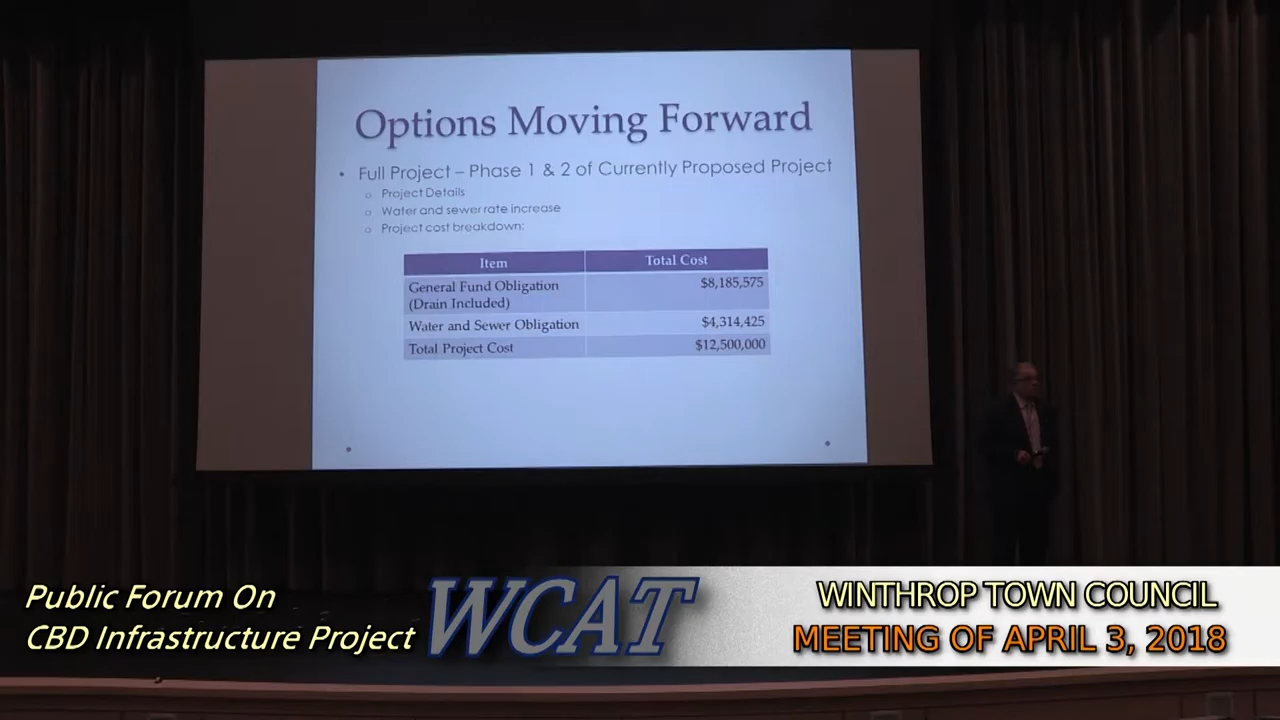 Options Moving Forward
• Full Project – Phase 1 & 2 of Currently Proposed Project
o Project Details
o Water and sewer rate increase
o Project cost breakdown:
Item Total Cost
General Fund Obligation $8,185,575
(Drain Included)
Water and Sewer Obligation $4,314,425
Total Project Cost $12,500,000
Public Forum On
CBD Infrastructure Project
WCAT
WINTHROP TOWN COUNCIL
MEETING OF APRIL 3, 2018